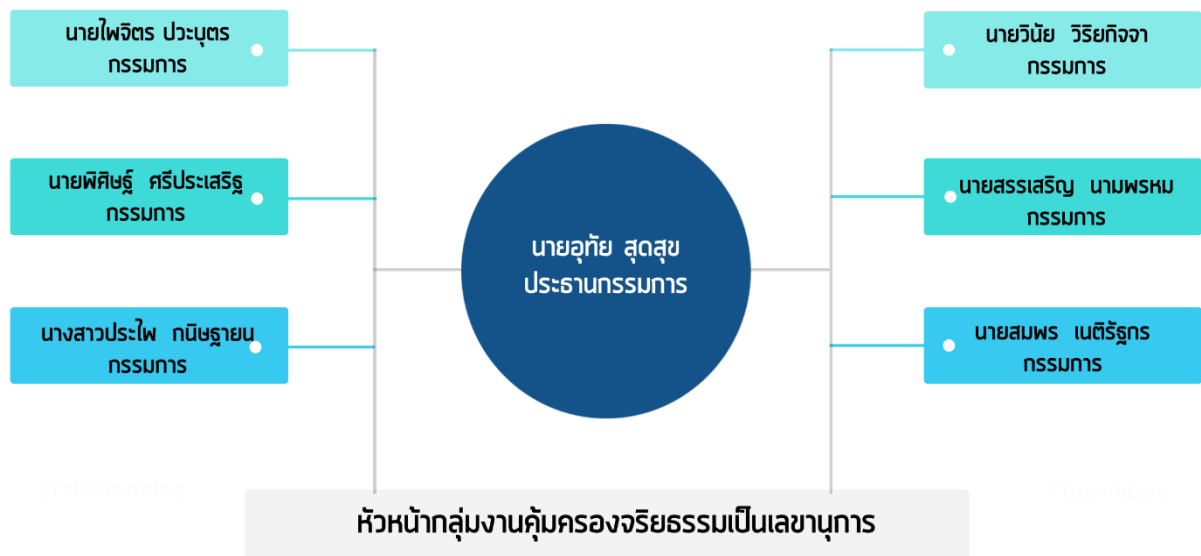 นายไพจิตร ปวะบุตร
กรรมการ
นายวินัย วิริยกิจจา
กรรมการ
นายพิศิษฐ์ ศรีประเสริฐ
กรรมการ
นายสรรเสริญ นามพรหม
กรรมการ
นายอุทัย สุดสุข
ประธานกรรมการ
นางสาวประไพ กนิษฐายน
กรรมการ
นายสมพร เนติรัฐกร
กรรมการ
หัวหน้ากลุ่มงานคุ้มครองจริยธรรมเป็นเลขานุการ